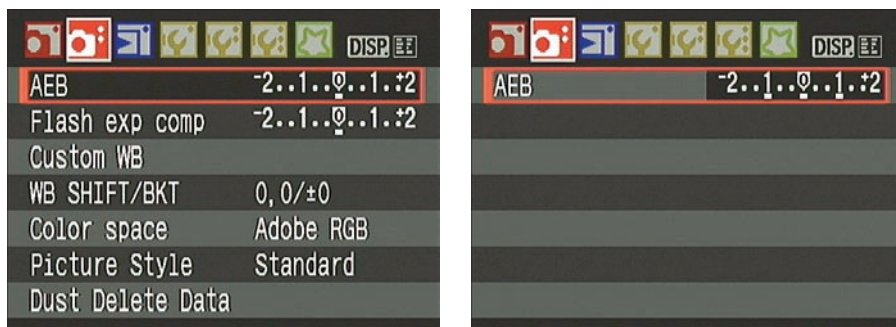 DISP.
AEB -2..1..0..1.:+2
Flash exp comp -2..1..0..1.:+2
Custom WB
WB SHIFT/BKT 0,0/±0
Color space Adobe RGB
Picture Style Standard
Dust Delete Data
DISP.
AEB -2..1..0..1.:+2